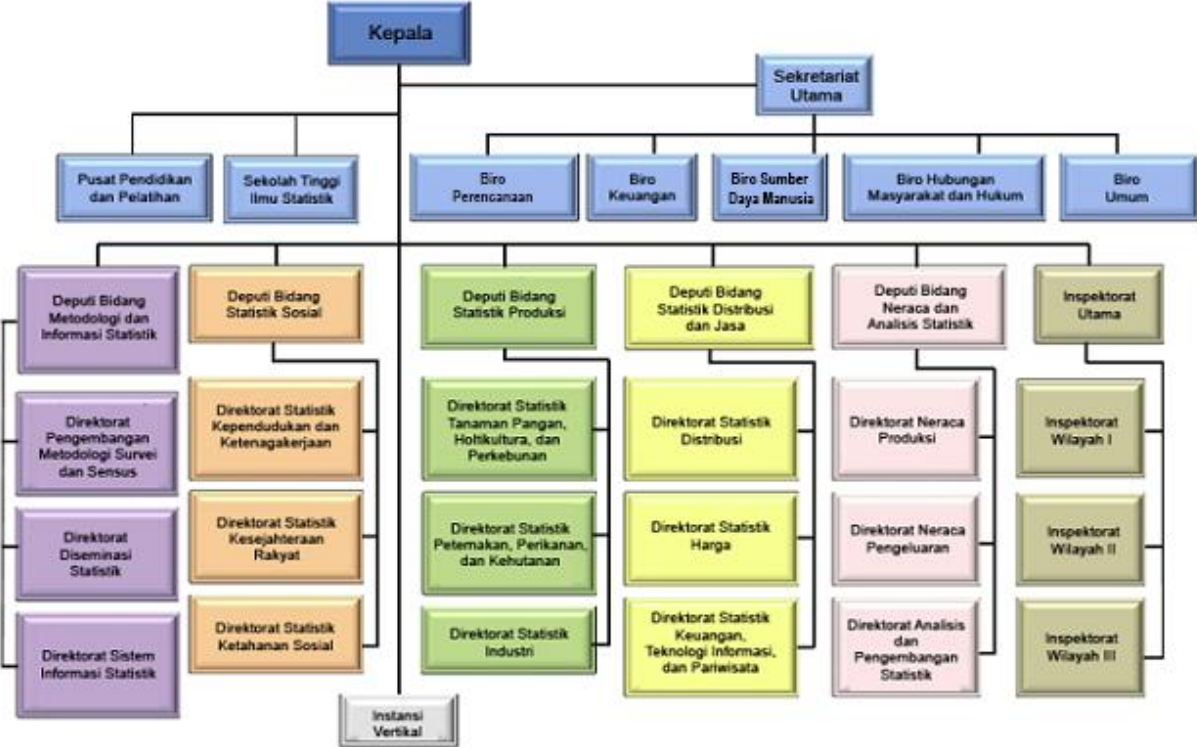 Kepala
Sekretariat
Utama
Pusat Pendidikan
dan Pelatihan
Sekolah Tinggi
Ilmu Statistik
Biro
Perencanaan
Biro
Keuangan
Biro Sumber
Daya Manusia
Biro Hubungan
Masyarakat dan Hukum
Biro
Umum
Deputi Bidang
Metodologi dan
Informasi Statistik
Deputi Bidang
Statistik Sosial
Deputi Bidang
Statistik Produksi
Deputi Bidang
Statistik Distribusi
dan Jasa
Deputi Bidang
Neraca dan
Analisis Statistik
Inspektorat
Utama
Direktorat
Pengembangan
Metodologi Survei
dan Sensus
Direktorat Statistik
Kependudukan dan
Ketenagakerjaan
Direktorat Statistik
Tanaman Pangan,
Holtikultura, dan
Perkebunan
Direktorat Statistik
Distribusi
Direktorat Neraca
Produksi
Inspektorat
Wilayah I
Direktorat
Diseminasi
Statistik
Direktorat Statistik
Kesejahteraan
Rakyat
Direktorat Statistik
Peternakan, Perikanan,
dan Kehutanan
Direktorat Statistik
Harga
Direktorat Neraca
Pengeluaran
Inspektorat
Wilayah II
Direktorat Sistem
Informasi Statistik
Direktorat Statistik
Ketahanan Sosial
Direktorat Statistik
Industri
Direktorat Statistik
Keuangan,
Teknologi Informasi,
dan Pariwisata
Direktorat Analisis
dan
Pengembangan
Statistik
Inspektorat
Wilayah III
Instansi
Vertikal